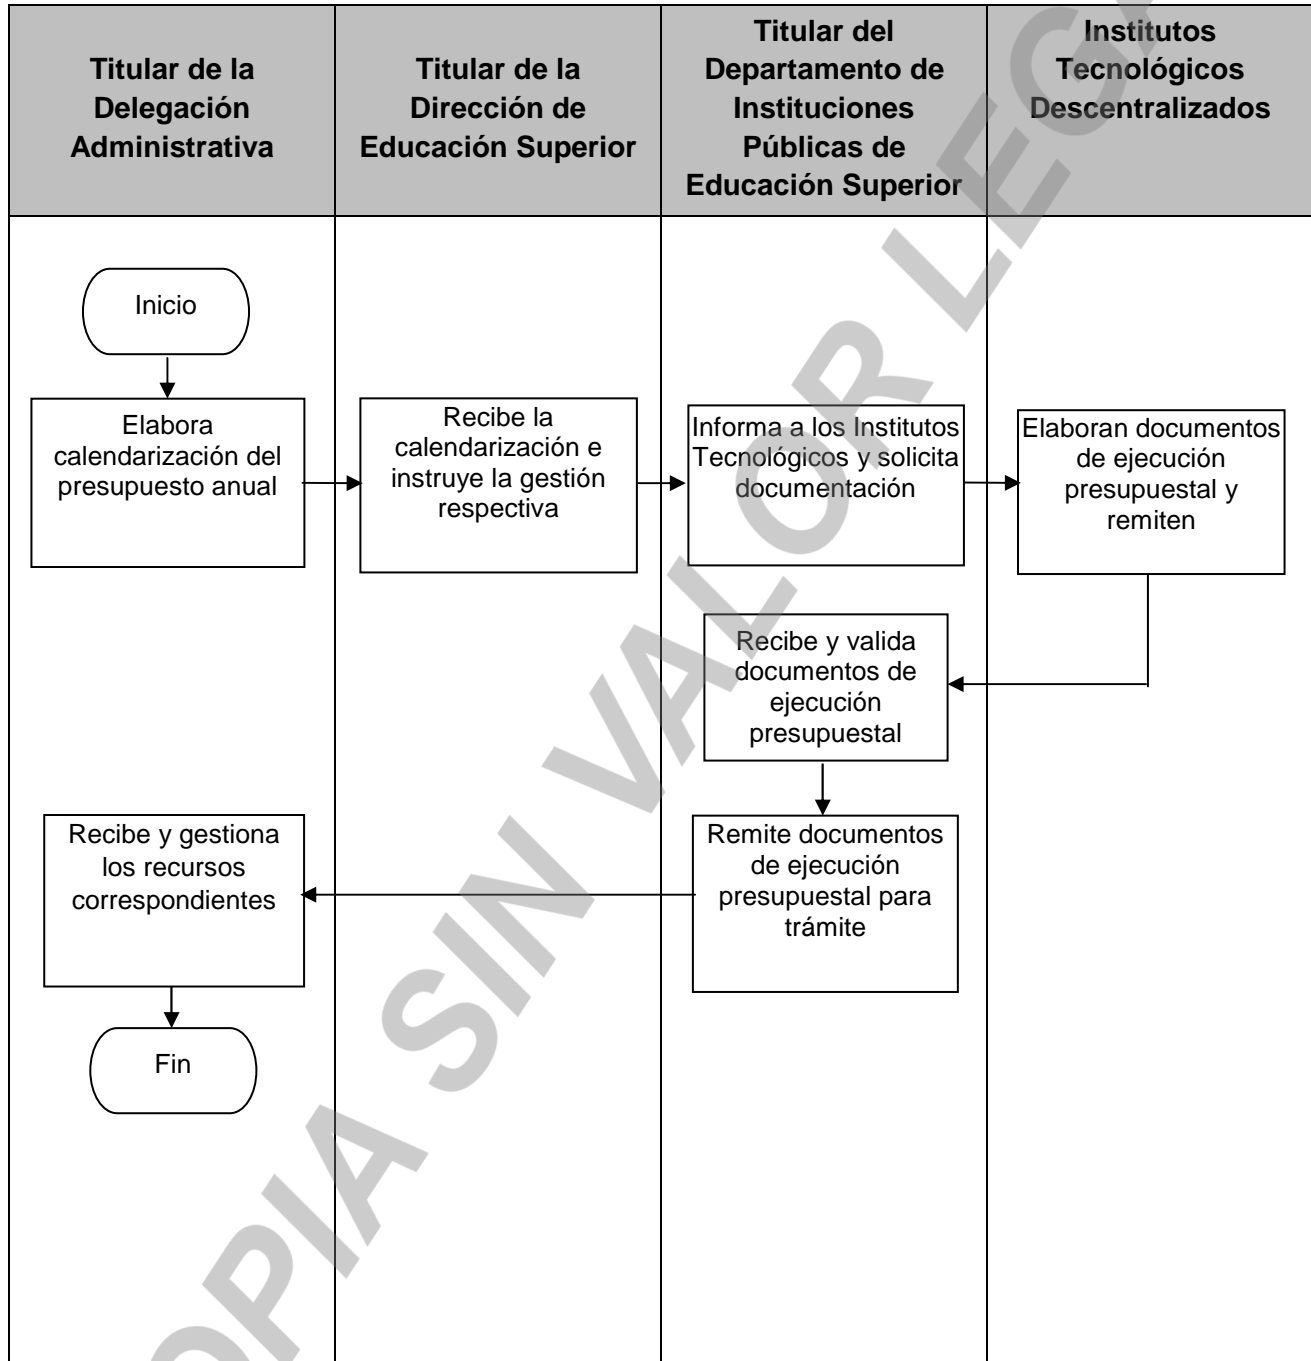 Titular de la
Delegación
Administrativa
Titular de la
Dirección de
Educación Superior
Titular del
Departamento de
Instituciones
Públicas de
Educación Superior
Institutos
Tecnológicos
Descentralizados
Inicio
Elabora
calendarización del
presupuesto anual
Recibe la
calendarización e
instruye la gestión
respectiva
Informa a los Institutos
Tecnológicos y solicita
documentación
Elaboran documentos
de ejecución
presupuestal y
remiten
Recibe y valida
documentos de
ejecución
presupuestal
Remite documentos
de ejecución
presupuestal para
trámite
Recibe y gestiona
los recursos
correspondientes
Fin
OPIA SIN VALOR LEGA